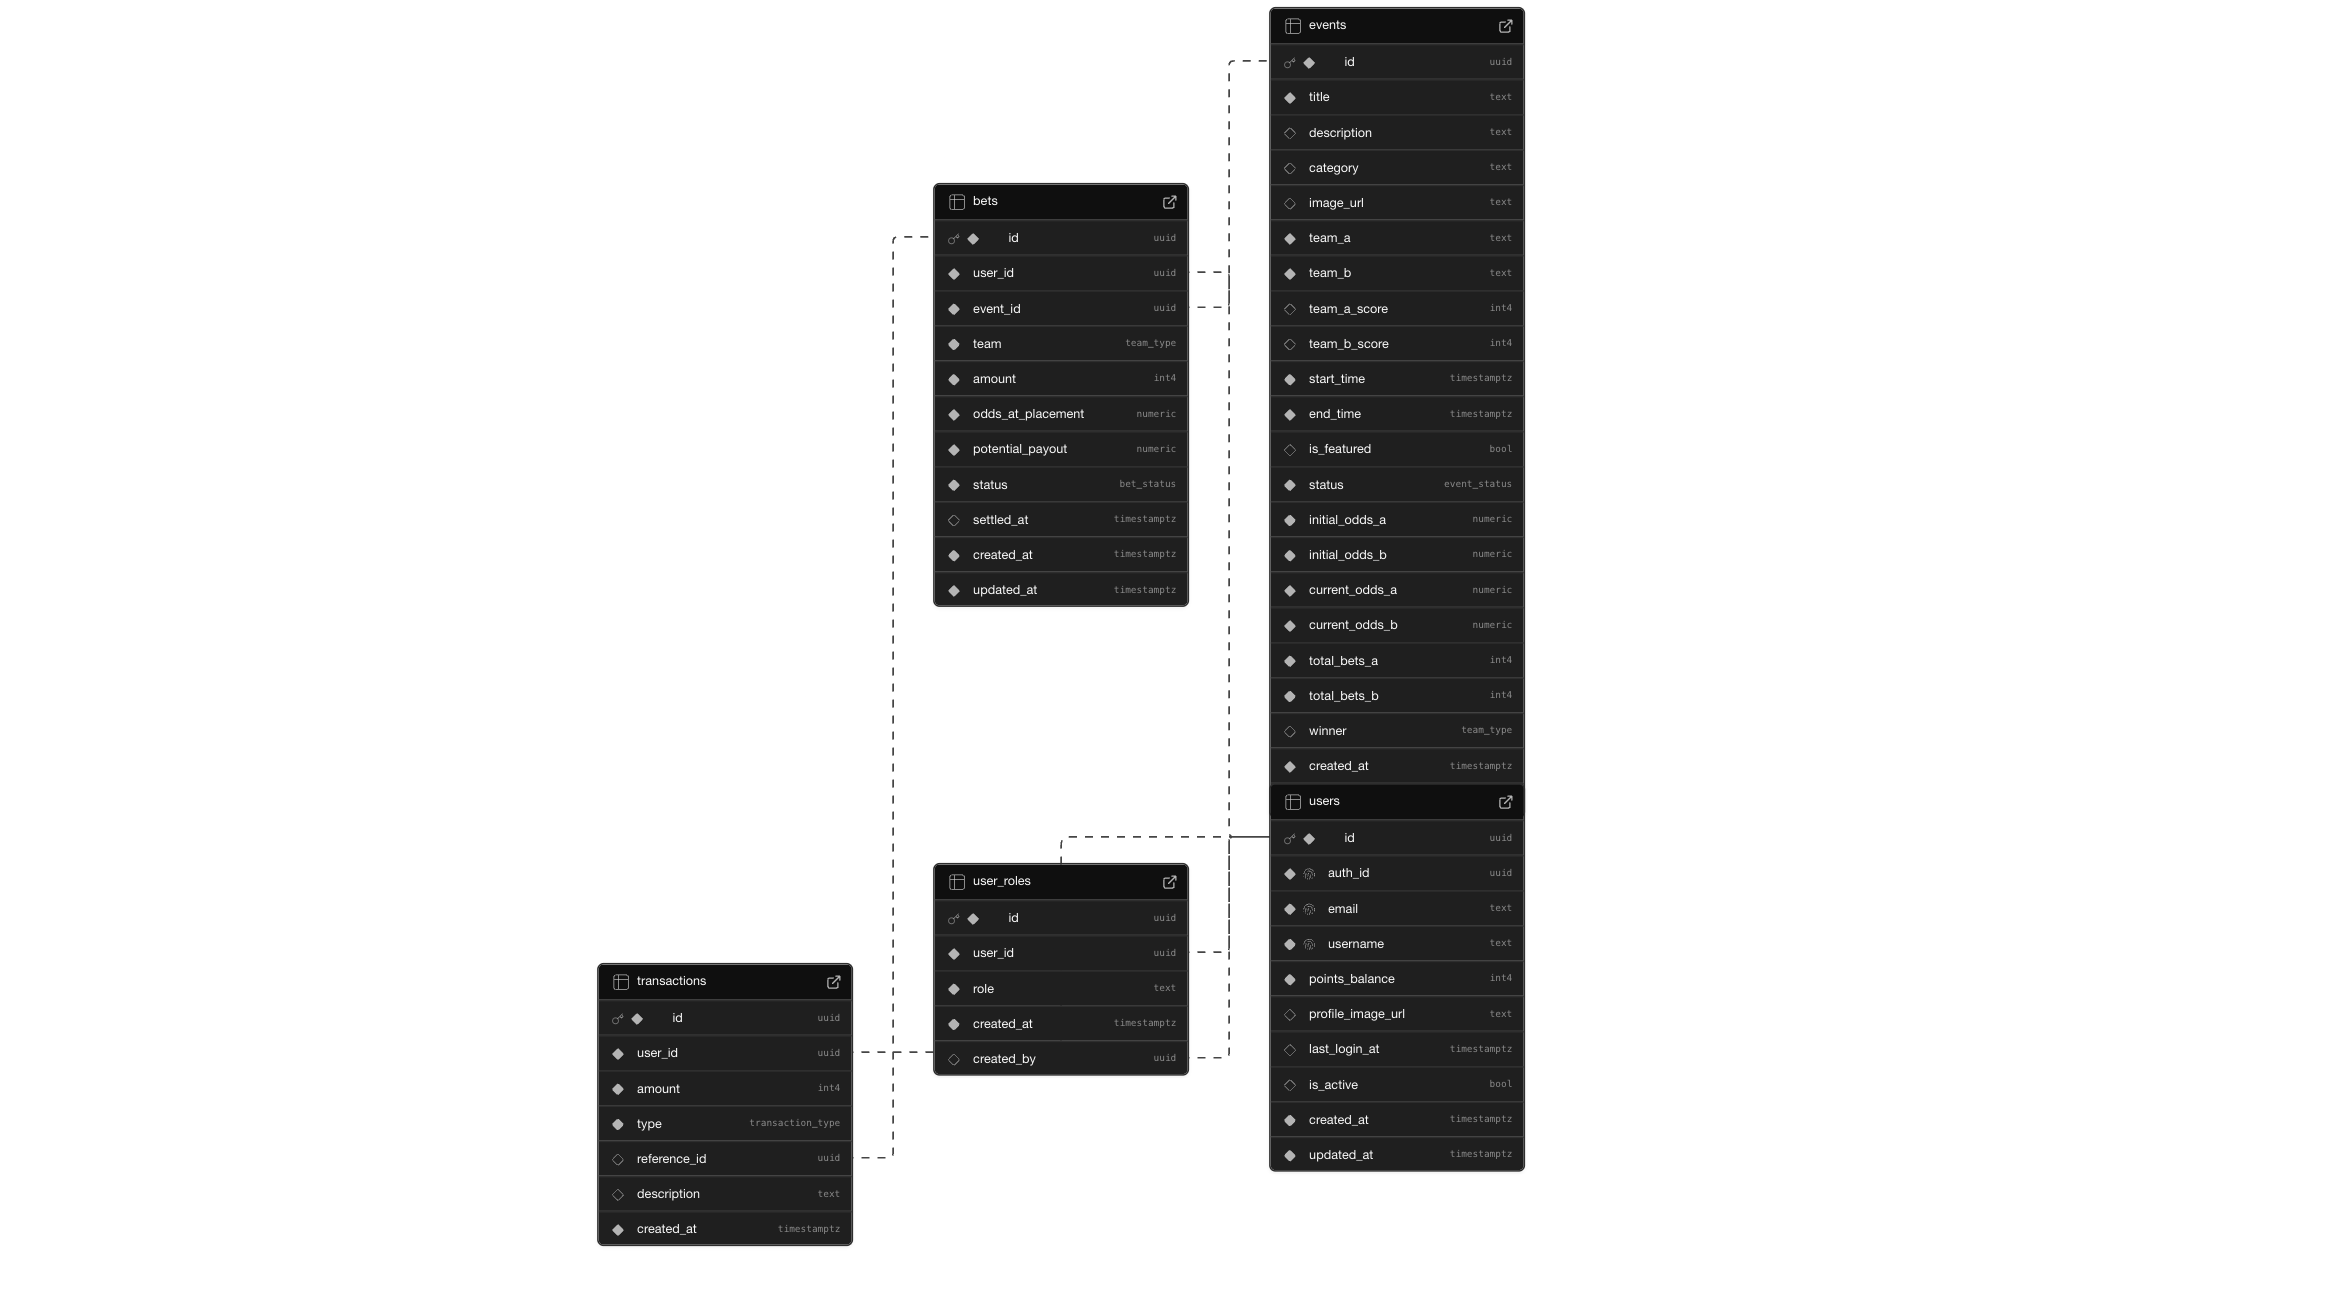 events
id uuid
title text
description text
category text
image_url text
team_a text
team_b text
team_a_score int4
team_b_score int4
start_time timestamptz
end_time timestamptz
is_featured bool
status event_status
initial_odds_a numeric
initial_odds_b numeric
current_odds_a numeric
current_odds_b numeric
total_bets_a int4
total_bets_b int4
winner team_type
created_at timestamptz
bets
id uuid
user_id uuid
event_id uuid
team team_type
amount int4
odds_at_placement numeric
potential_payout numeric
status bet_status
settled_at timestamptz
created_at timestamptz
updated_at timestamptz
users
id uuid
auth_id uuid
email text
username text
points_balance int4
profile_image_url text
last_login_at timestamptz
is_active bool
created_at timestamptz
updated_at timestamptz
user_roles
id uuid
user_id uuid
role text
created_at timestamptz
created_by uuid
transactions
id uuid
user_id uuid
amount int4
type transaction_type
reference_id uuid
description text
created_at timestamptz